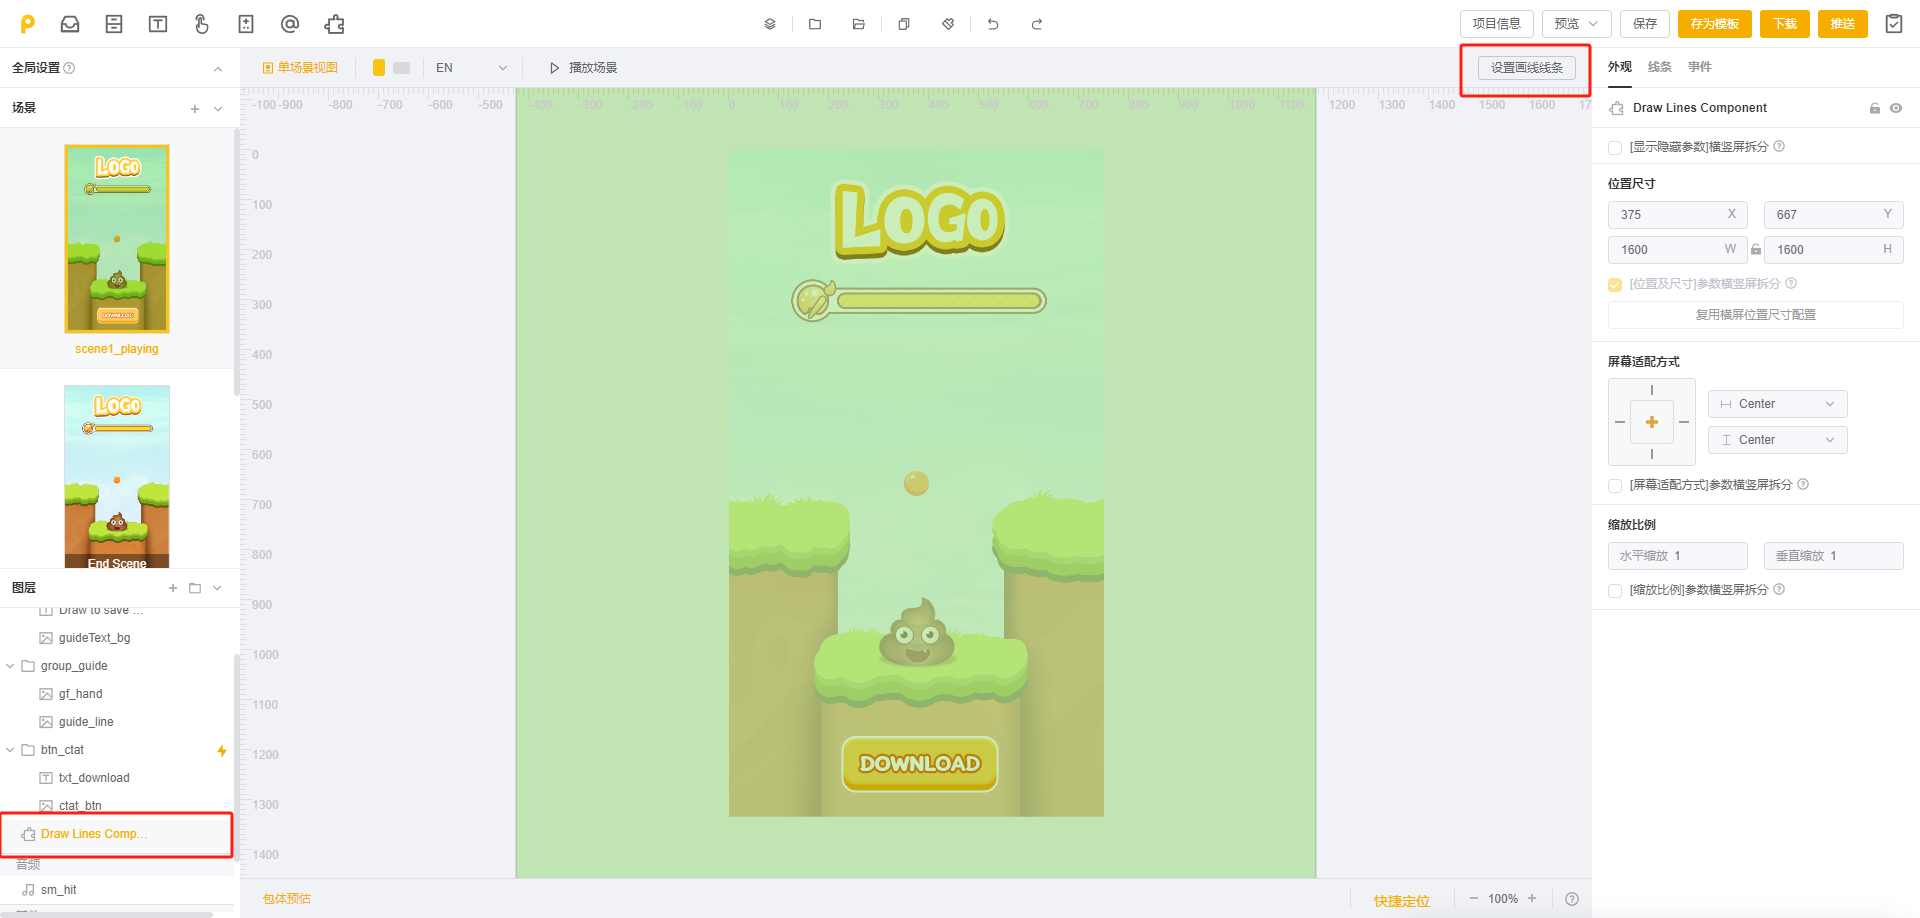 项目信息
预览
保存
存为模板
下载
推送
全局设置
单场景视图
EN
播放场景
设置画线线条
外观 线条 事件
场景
-100 -900 -800 -700 -600 -500 -400 -300 -200 -100 0 100 200 300 400 500 600 700 800 900 1000 1100 1200 1300 1400 1500 1600 17
Draw Lines Component
[显示隐藏参数]横竖屏拆分
位置尺寸
375 X
667 Y
1600 W
1600 H
[位置及尺寸]参数横竖屏拆分
复用横屏位置尺寸配置
屏幕适配方式
Center
Center
[屏幕适配方式]参数横竖屏拆分
缩放比例
水平缩放 1
垂直缩放 1
[缩放比例]参数横竖屏拆分
0
100
200
300
400
500
600
700
800
900
1000
1100
1200
1300
1400
LOGO
DOWNLOAD
LOGO
DOWNLOAD
scene1_playing
LOGO
End Scene
图层
Draw to save ...
guideText_bg
group_guide
gf_hand
guide_line
btn_ctat
txt_download
ctat_btn
Draw Lines Comp...
音频
sm_hit
包体预估
快捷定位
100%